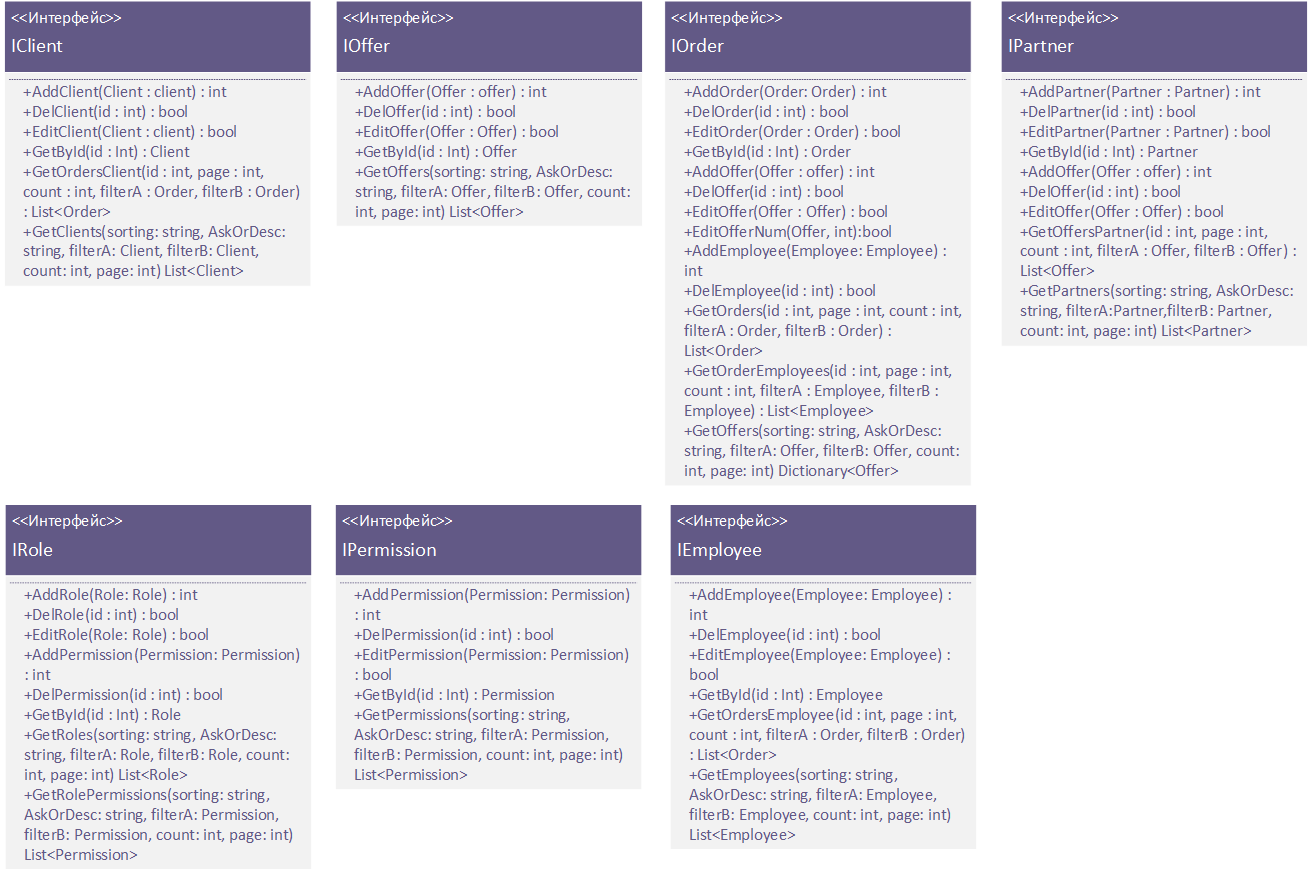 <<Интерфейс>>
IClient
+AddClient(Client : client) : int
+DelClient(id : int) : bool
+EditClient(Client : client) : bool
+GetById(id : Int) : Client
+GetOrdersClient(id : int, page : int,
count : int, filterA : Order, filterB : Order)
: List<Order>
+GetClients(sorting: string, AskOrDesc:
string, filterA: Client, filterB: Client,
count: int, page: int) List<Client>
<<Интерфейс>>
IOffer
+AddOffer(Offer : offer) : int
+DelOffer(id : int) : bool
+EditOffer(Offer : Offer) : bool
+GetById(id : Int) : Offer
+GetOffers(sorting: string, AskOrDesc:
string, filterA: Offer, filterB: Offer, count:
int, page: int) List<Offer>
<<Интерфейс>>
IOrder
+AddOrder(Order: Order) : int
+DelOrder(id : int) : bool
+EditOrder(Order : Order) : bool
+GetById(id : Int) : Order
+AddOffer(Offer : offer) : int
+DelOffer(id : int) : bool
+EditOffer(Offer : Offer) : bool
+EditOfferNum(Offer, int):bool
+AddEmployee(Employee: Employee) :
int
+DelEmployee(id : int) : bool
+GetOrders(id : int, page : int, count : int,
filterA : Order, filterB : Order) :
List<Order>
+GetOrderEmployees(id : int, page : int,
count : int, filterA : Employee, filterB :
Employee) : List<Employee>
+GetOffers(sorting: string, AskOrDesc:
string, filterA: Offer, filterB: Offer, count:
int, page: int) Dictionary<Offer>
<<Интерфейс>>
IPartner
+AddPartner(Partner : Partner) : int
+DelPartner(id : int) : bool
+EditPartner(Partner : Partner) : bool
+GetById(id : Int) : Partner
+AddOffer(Offer : offer) : int
+DelOffer(id : int) : bool
+EditOffer(Offer : Offer) : bool
+GetOffersPartner(id : int, page : int,
count : int, filterA : Offer, filterB : Offer) :
List<Offer>
+GetPartners(sorting: string, AskOrDesc:
string, filterA:Partner,filterB: Partner,
count: int, page: int) List<Partner>
<<Интерфейс>>
IRole
+AddRole(Role: Role) : int
+DelRole(id : int) : bool
+EditRole(Role: Role) : bool
+AddPermission(Permission: Permission)
: int
+DelPermission(id : int) : bool
+GetById(id : Int) : Role
+GetRoles(sorting: string, AskOrDesc:
string, filterA: Role, filterB: Role, count:
int, page: int) List<Role>
+GetRolePermissions(sorting: string,
AskOrDesc: string, filterA: Permission,
filterB: Permission, count: int, page: int)
List<Permission>
<<Интерфейс>>
IPermission
+AddPermission(Permission: Permission)
: int
+DelPermission(id : int) : bool
+EditPermission(Permission: Permission)
: bool
+GetById(id : Int) : Permission
+GetPermissions(sorting: string,
AskOrDesc: string, filterA: Permission,
filterB: Permission, count: int, page: int)
List<Permission>
<<Интерфейс>>
IEmployee
+AddEmployee(Employee: Employee) :
int
+DelEmployee(id : int) : bool
+EditEmployee(Employee: Employee) :
bool
+GetById(id : Int) : Employee
+GetOrdersEmployee(id : int, page : int,
count : int, filterA : Order, filterB : Order)
: List<Order>
+GetEmployees(sorting: string,
AskOrDesc: string, filterA: Employee,
filterB: Employee, count: int, page: int)
List<Employee>